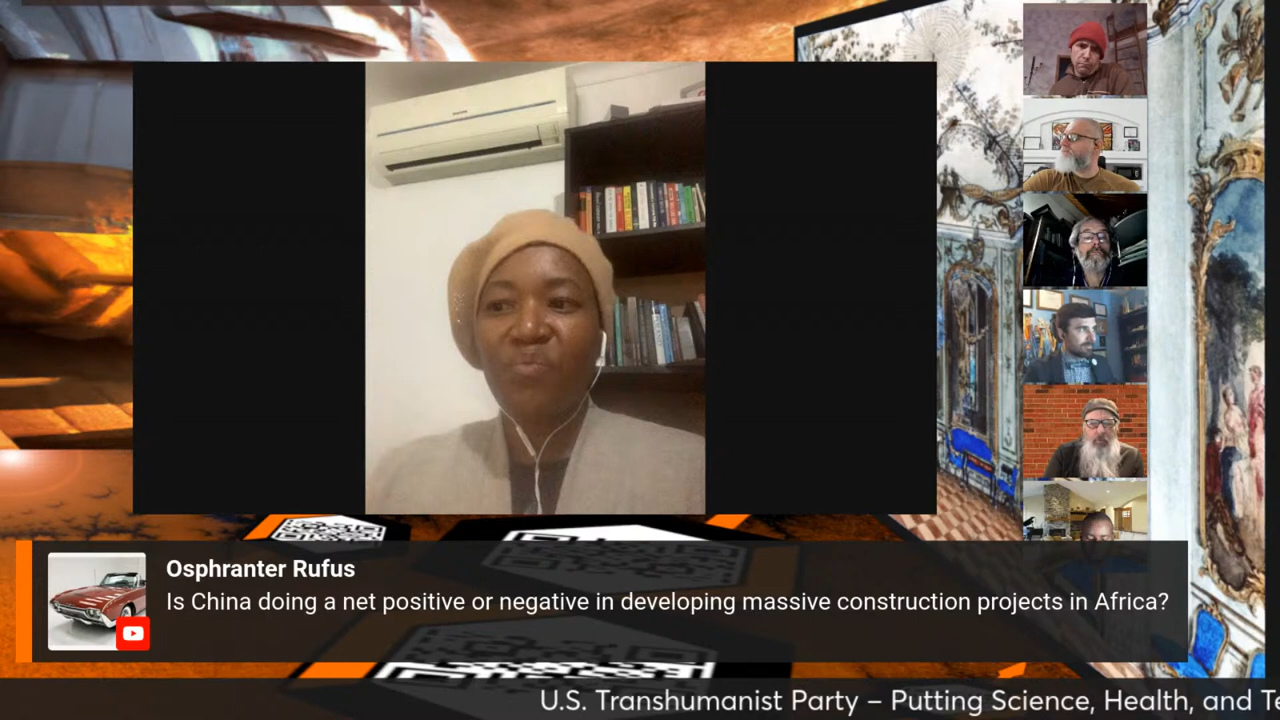 Osphranter Rufus
Is China doing a net positive or negative in developing massive construction projects in Africa?
U.S. Transhumanist Party – Putting Science, Health, and Te